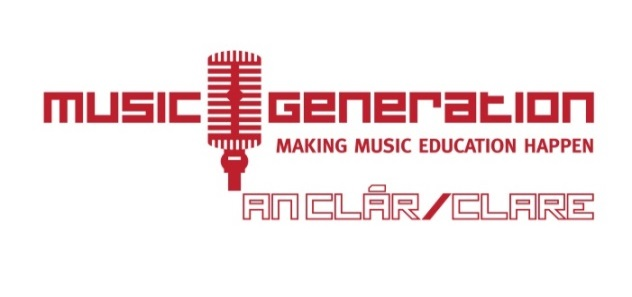 music generation
MAKING MUSIC EDUCATION HAPPEN
AN CLÁR/CLARE